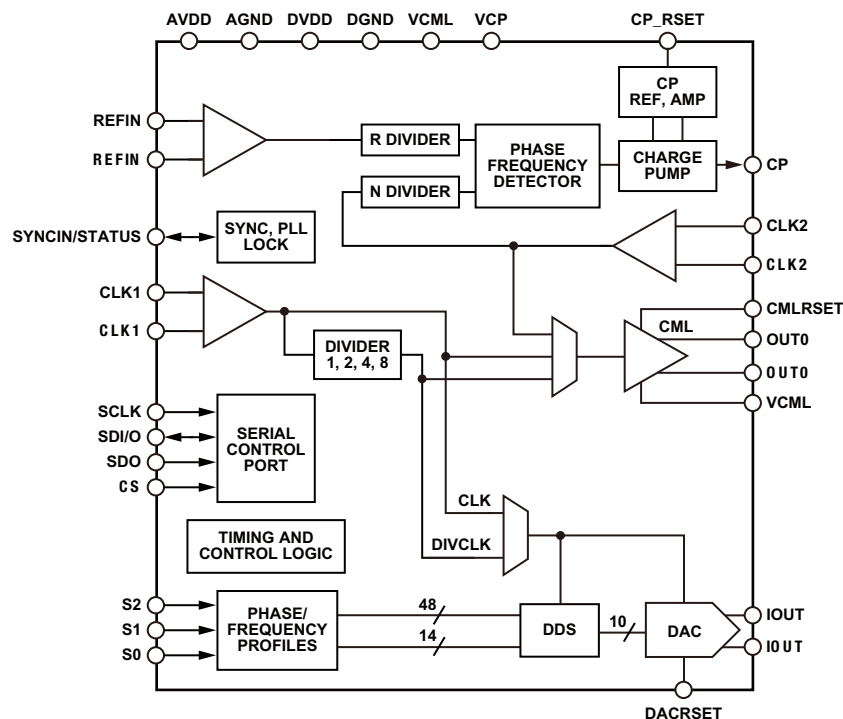 AVDD AGND DVDD DGND VCML VCP CP_RSET
CP
REF, AMP
REFIN
REFIN
R DIVIDER
N DIVIDER
PHASE
FREQUENCY
DETECTOR
CHARGE
PUMP
CP
SYNCIN/STATUS
SYNC, PLL
LOCK
CLK2
CLK2
CLK1
CLK1
DIVIDER
1, 2, 4, 8
CML
CMLRSET
OUT0
OUT0
VCML
SCLK
SDI/O
SDO
CS
SERIAL
CONTROL
PORT
CLK
DIVCLK
TIMING AND
CONTROL LOGIC
S2
S1
S0
PHASE/
FREQUENCY
PROFILES
48
14
DDS
10
DAC
IOUT
IOUT
DACRSET